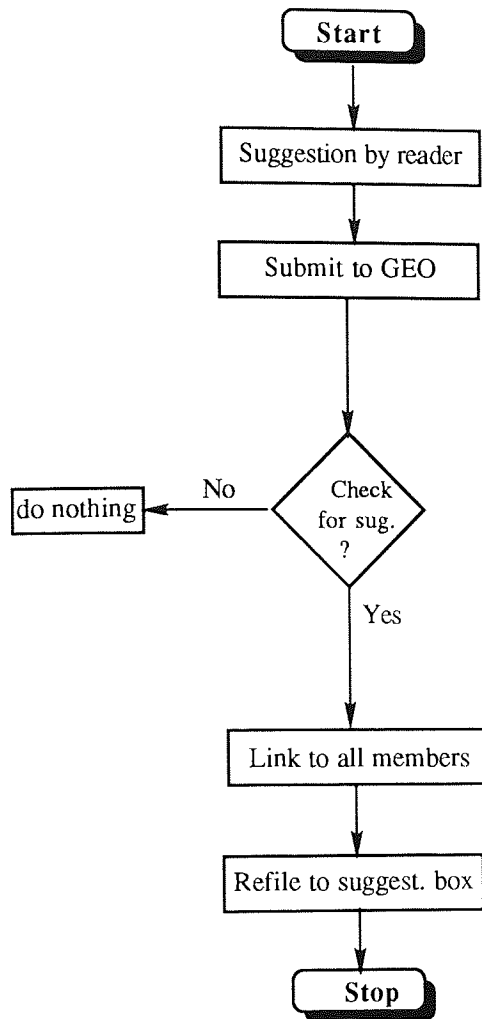 Start
Suggestion by reader
Submit to GEO
Check
for sug.
?
No
do nothing
Yes
Link to all members
Refile to suggest. box
Stop